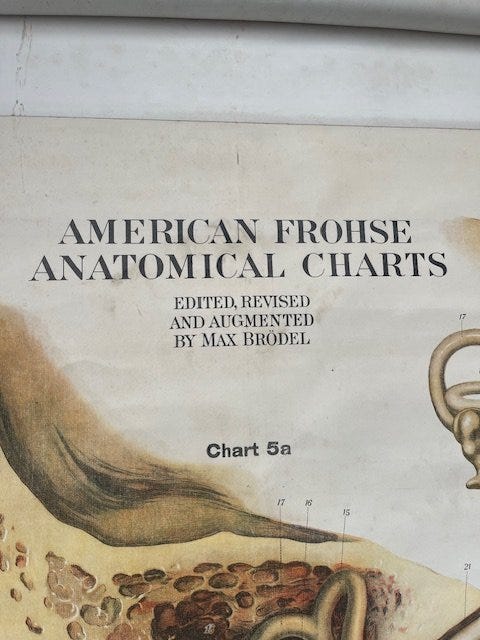 AMERICAN FROHSE
ANATOMICAL CHARTS
EDITED, REVISED
AND AUGMENTED
BY MAX BRÖDEL
17
Chart 5a
17 16 15
21